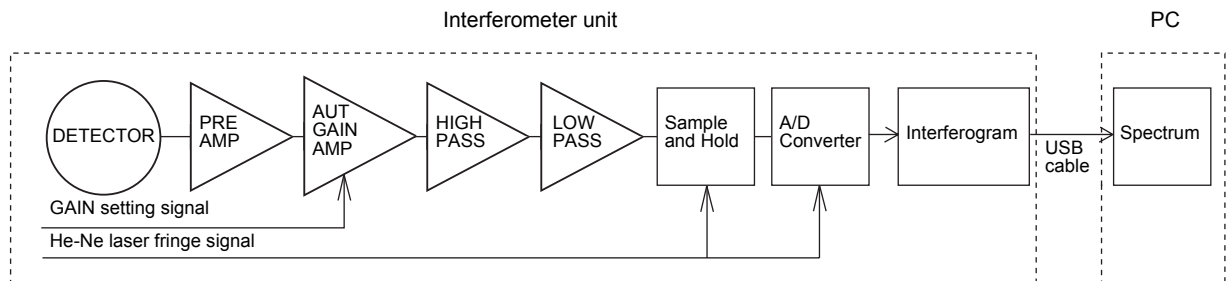 Interferometer unit
PC
DETECTOR
PRE
AMP
AUT
GAIN
AMP
HIGH
PASS
LOW
PASS
Sample
and Hold
A/D
Converter
Interferogram
USB
cable
Spectrum
GAIN setting signal
He-Ne laser fringe signal